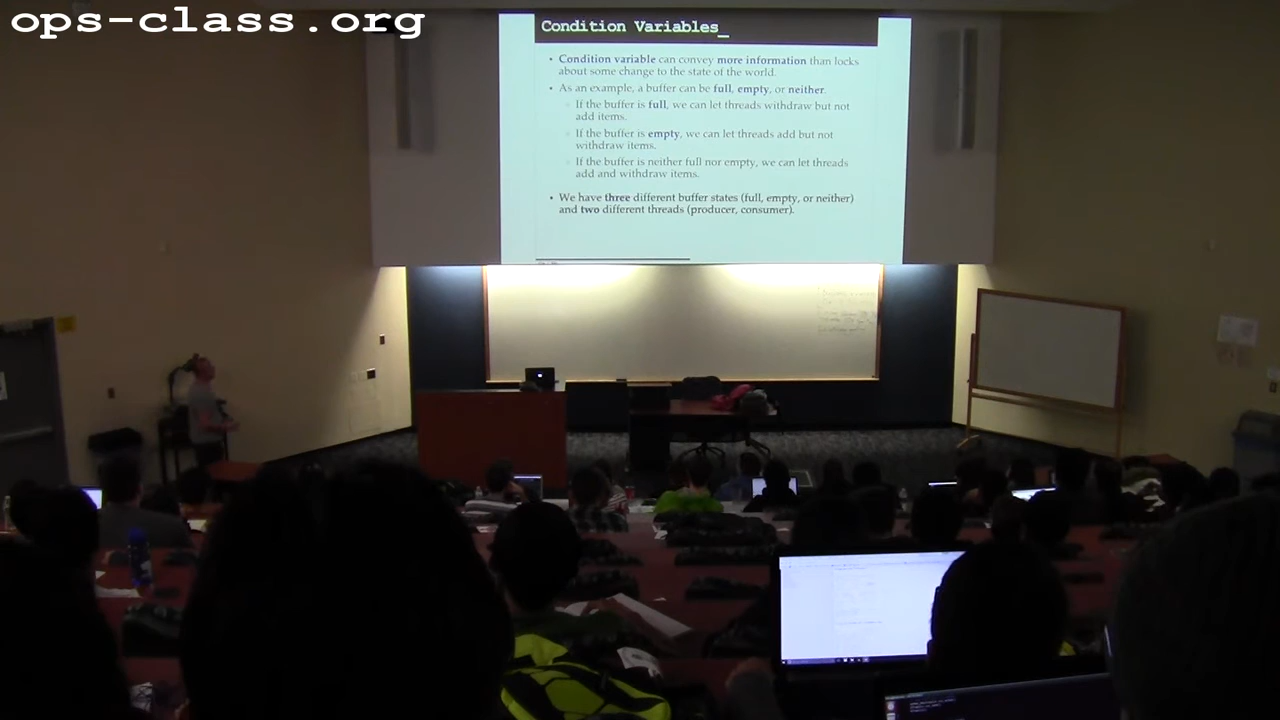 ops-class.org
Condition Variables_
• Condition variable can convey more information than locks
about some change to the state of the world.
• As an example, a buffer can be full, empty, or neither.
If the buffer is full, we can let threads withdraw but not
add items.
If the buffer is empty, we can let threads add but not
withdraw items.
If the buffer is neither full nor empty, we can let threads
add and withdraw items.
• We have three different buffer states (full, empty, or neither)
and two different threads (producer, consumer).